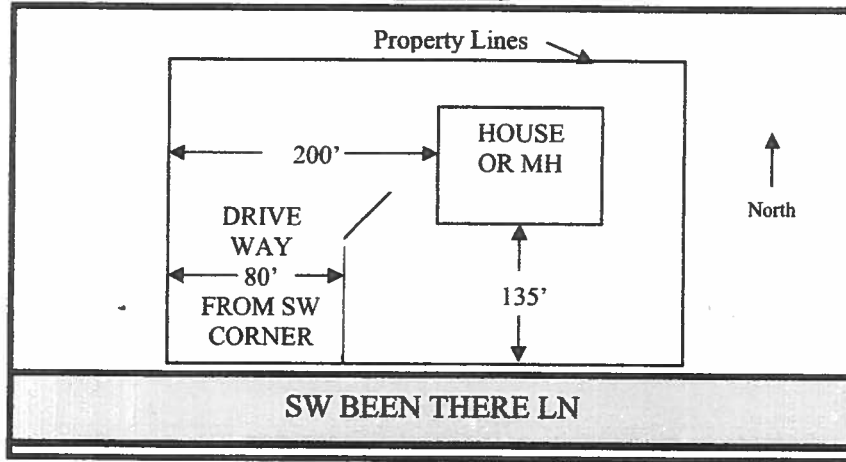 Property Lines
HOUSE
OR MH
200’
North
DRIVE
WAY
80’
FROM SW
CORNER
135’
SW BEEN THERE LN